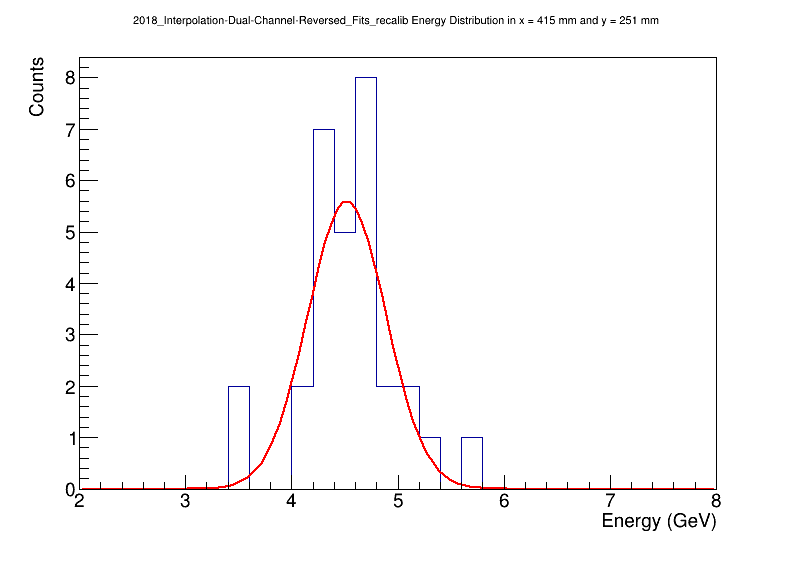 2018_Interpolation-Dual-Channel-Reversed_Fits_recalib Energy Distribution in x = 415 mm and y = 251 mm
Counts
8
7
6
5
4
3
2
1
0
2 3 4 5 6 7 8
Energy (GeV)